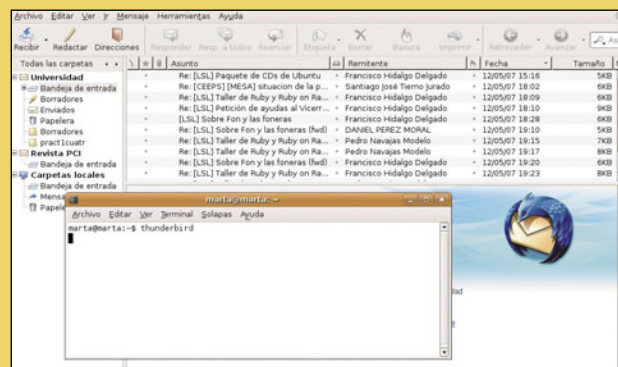 Archivo Editar Ver Ir Mensaje Herramientas Ayuda
Recibir Redactar Direcciones Responder Resp. a todos Reenviar Etiqueta Borrar Basura Imprimir Retroceder Avanzar
Todas las carpetas Asunto Remitente Fecha Tamaño
Universidad
Bandeja de entrada
Borradores
Enviados
Papelera
Borradores
practicuatr
Revista PCI
Bandeja de entrada
Carpetas locales
Bandeja de entrada
Re: [LSL] Paquete de CDs de Ubuntu Francisco Hidalgo Delgado 12/05/07 15:16 5KB
Re: [CEEPS] [MESA] situacion de la p... Santiago José Tierno Jurado 12/05/07 18:02 6KB
Re: [LSL] Taller de Ruby y Ruby on Ra... Francisco Hidalgo Delgado 12/05/07 18:09 6KB
Re: [LSL] Petición de ayudas al Vicerr... Francisco Hidalgo Delgado 12/05/07 18:10 9KB
[LSL] Sobre Fon y las foneras Francisco Hidalgo Delgado 12/05/07 18:28 6KB
Re: [LSL] Sobre Fon y las foneras (fwd) DANIEL PEREZ MORAL 12/05/07 19:10 5KB
Re: [LSL] Taller de Ruby y Ruby on Ra... Pedro Navajas Modelo 12/05/07 19:15 7KB
Re: [LSL] Taller de Ruby y Ruby on Ra... Pedro Navajas Modelo 12/05/07 19:17 8KB
Re: [LSL] Sobre Fon y las foneras (fwd) Francisco Hidalgo Delgado 12/05/07 19:20 6KB
Re: [LSL] Taller de Ruby y Ruby on Ra... Francisco Hidalgo Delgado 12/05/07 19:23 8KB
marta@marta: ~
Archivo Editar Ver Terminal Solapas Ayuda
marta@marta:~$ thunderbird